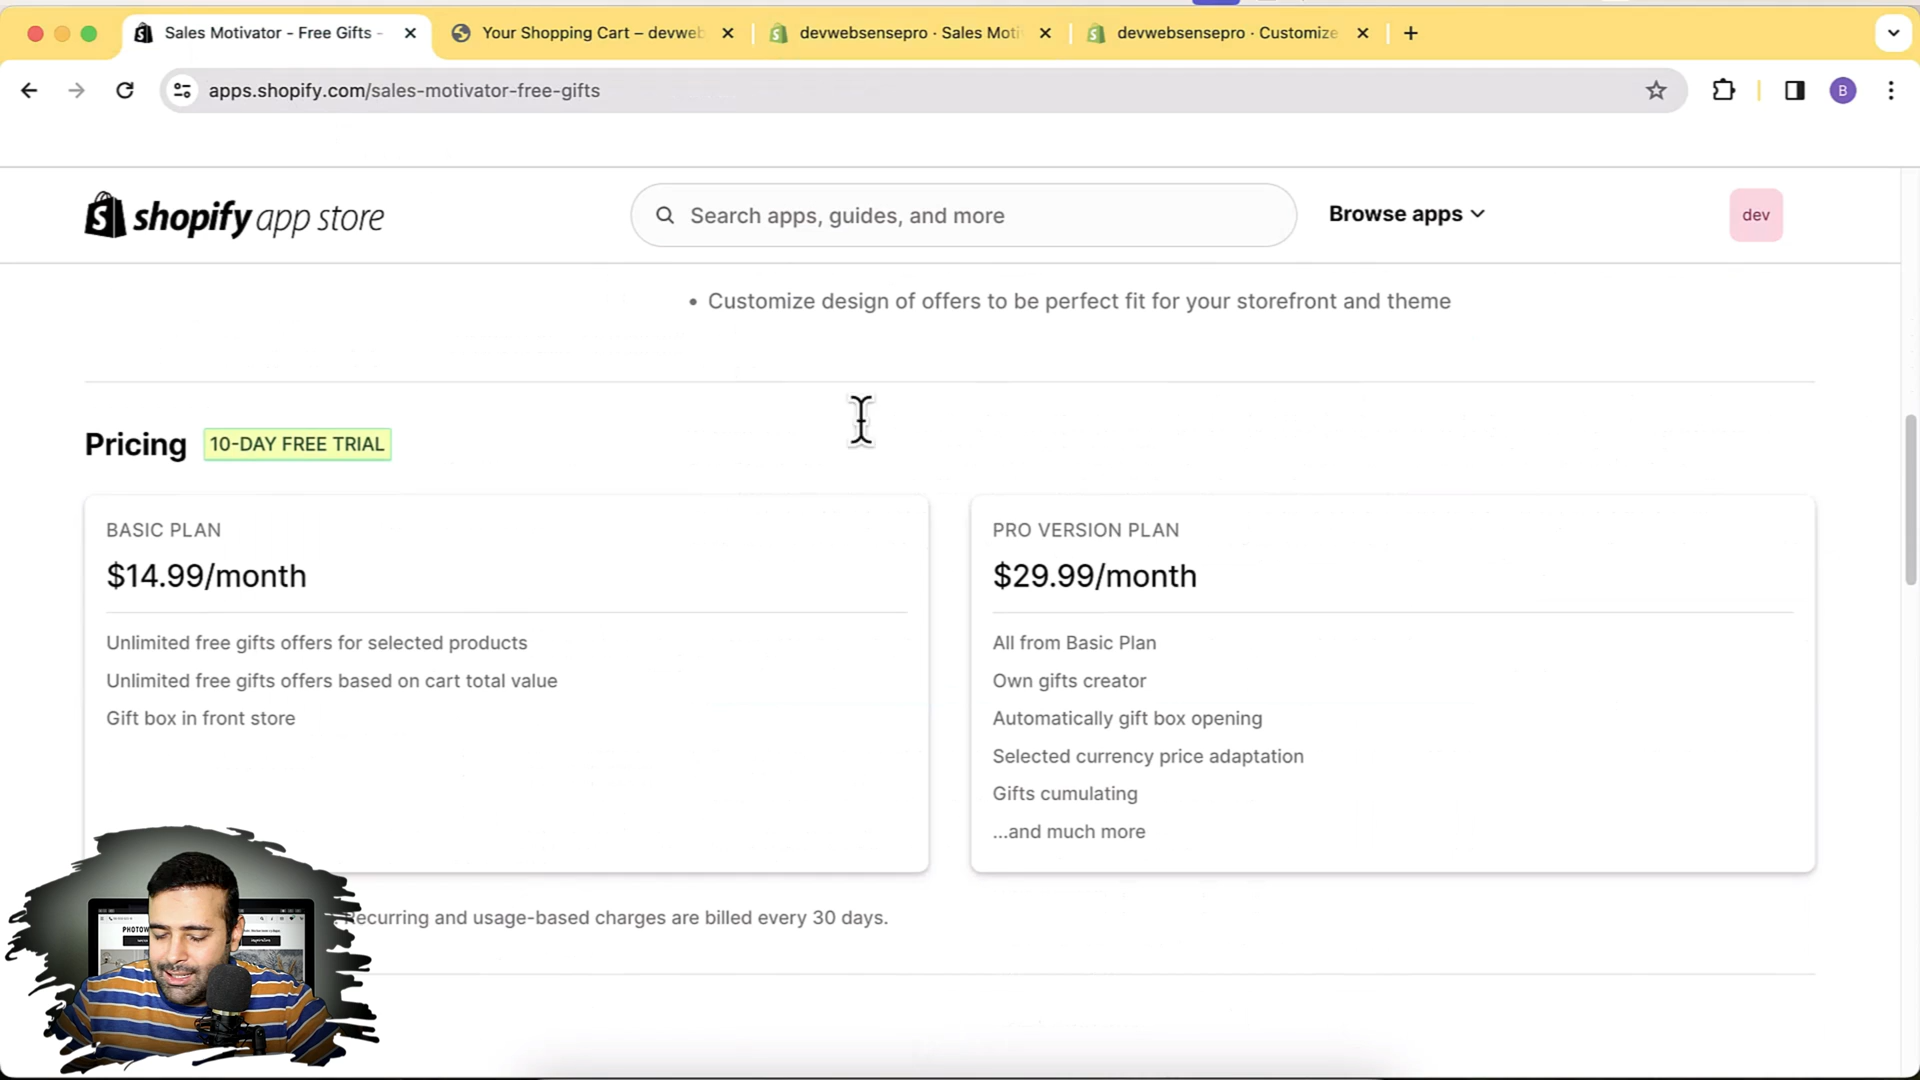 Sales Motivator - Free Gifts -
Your Shopping Cart – devweb
devwebsensepro · Sales Moti
devwebsensepro · Customize
apps.shopify.com/sales-motivator-free-gifts
B
shopify app store
Search apps, guides, and more
Browse apps
dev
• Customize design of offers to be perfect fit for your storefront and theme
Pricing
10-DAY FREE TRIAL
BASIC PLAN
$14.99/month
Unlimited free gifts offers for selected products
Unlimited free gifts offers based on cart total value
Gift box in front store
PRO VERSION PLAN
$29.99/month
All from Basic Plan
Own gifts creator
Automatically gift box opening
Selected currency price adaptation
Gifts cumulating
...and much more
Recurring and usage-based charges are billed every 30 days.